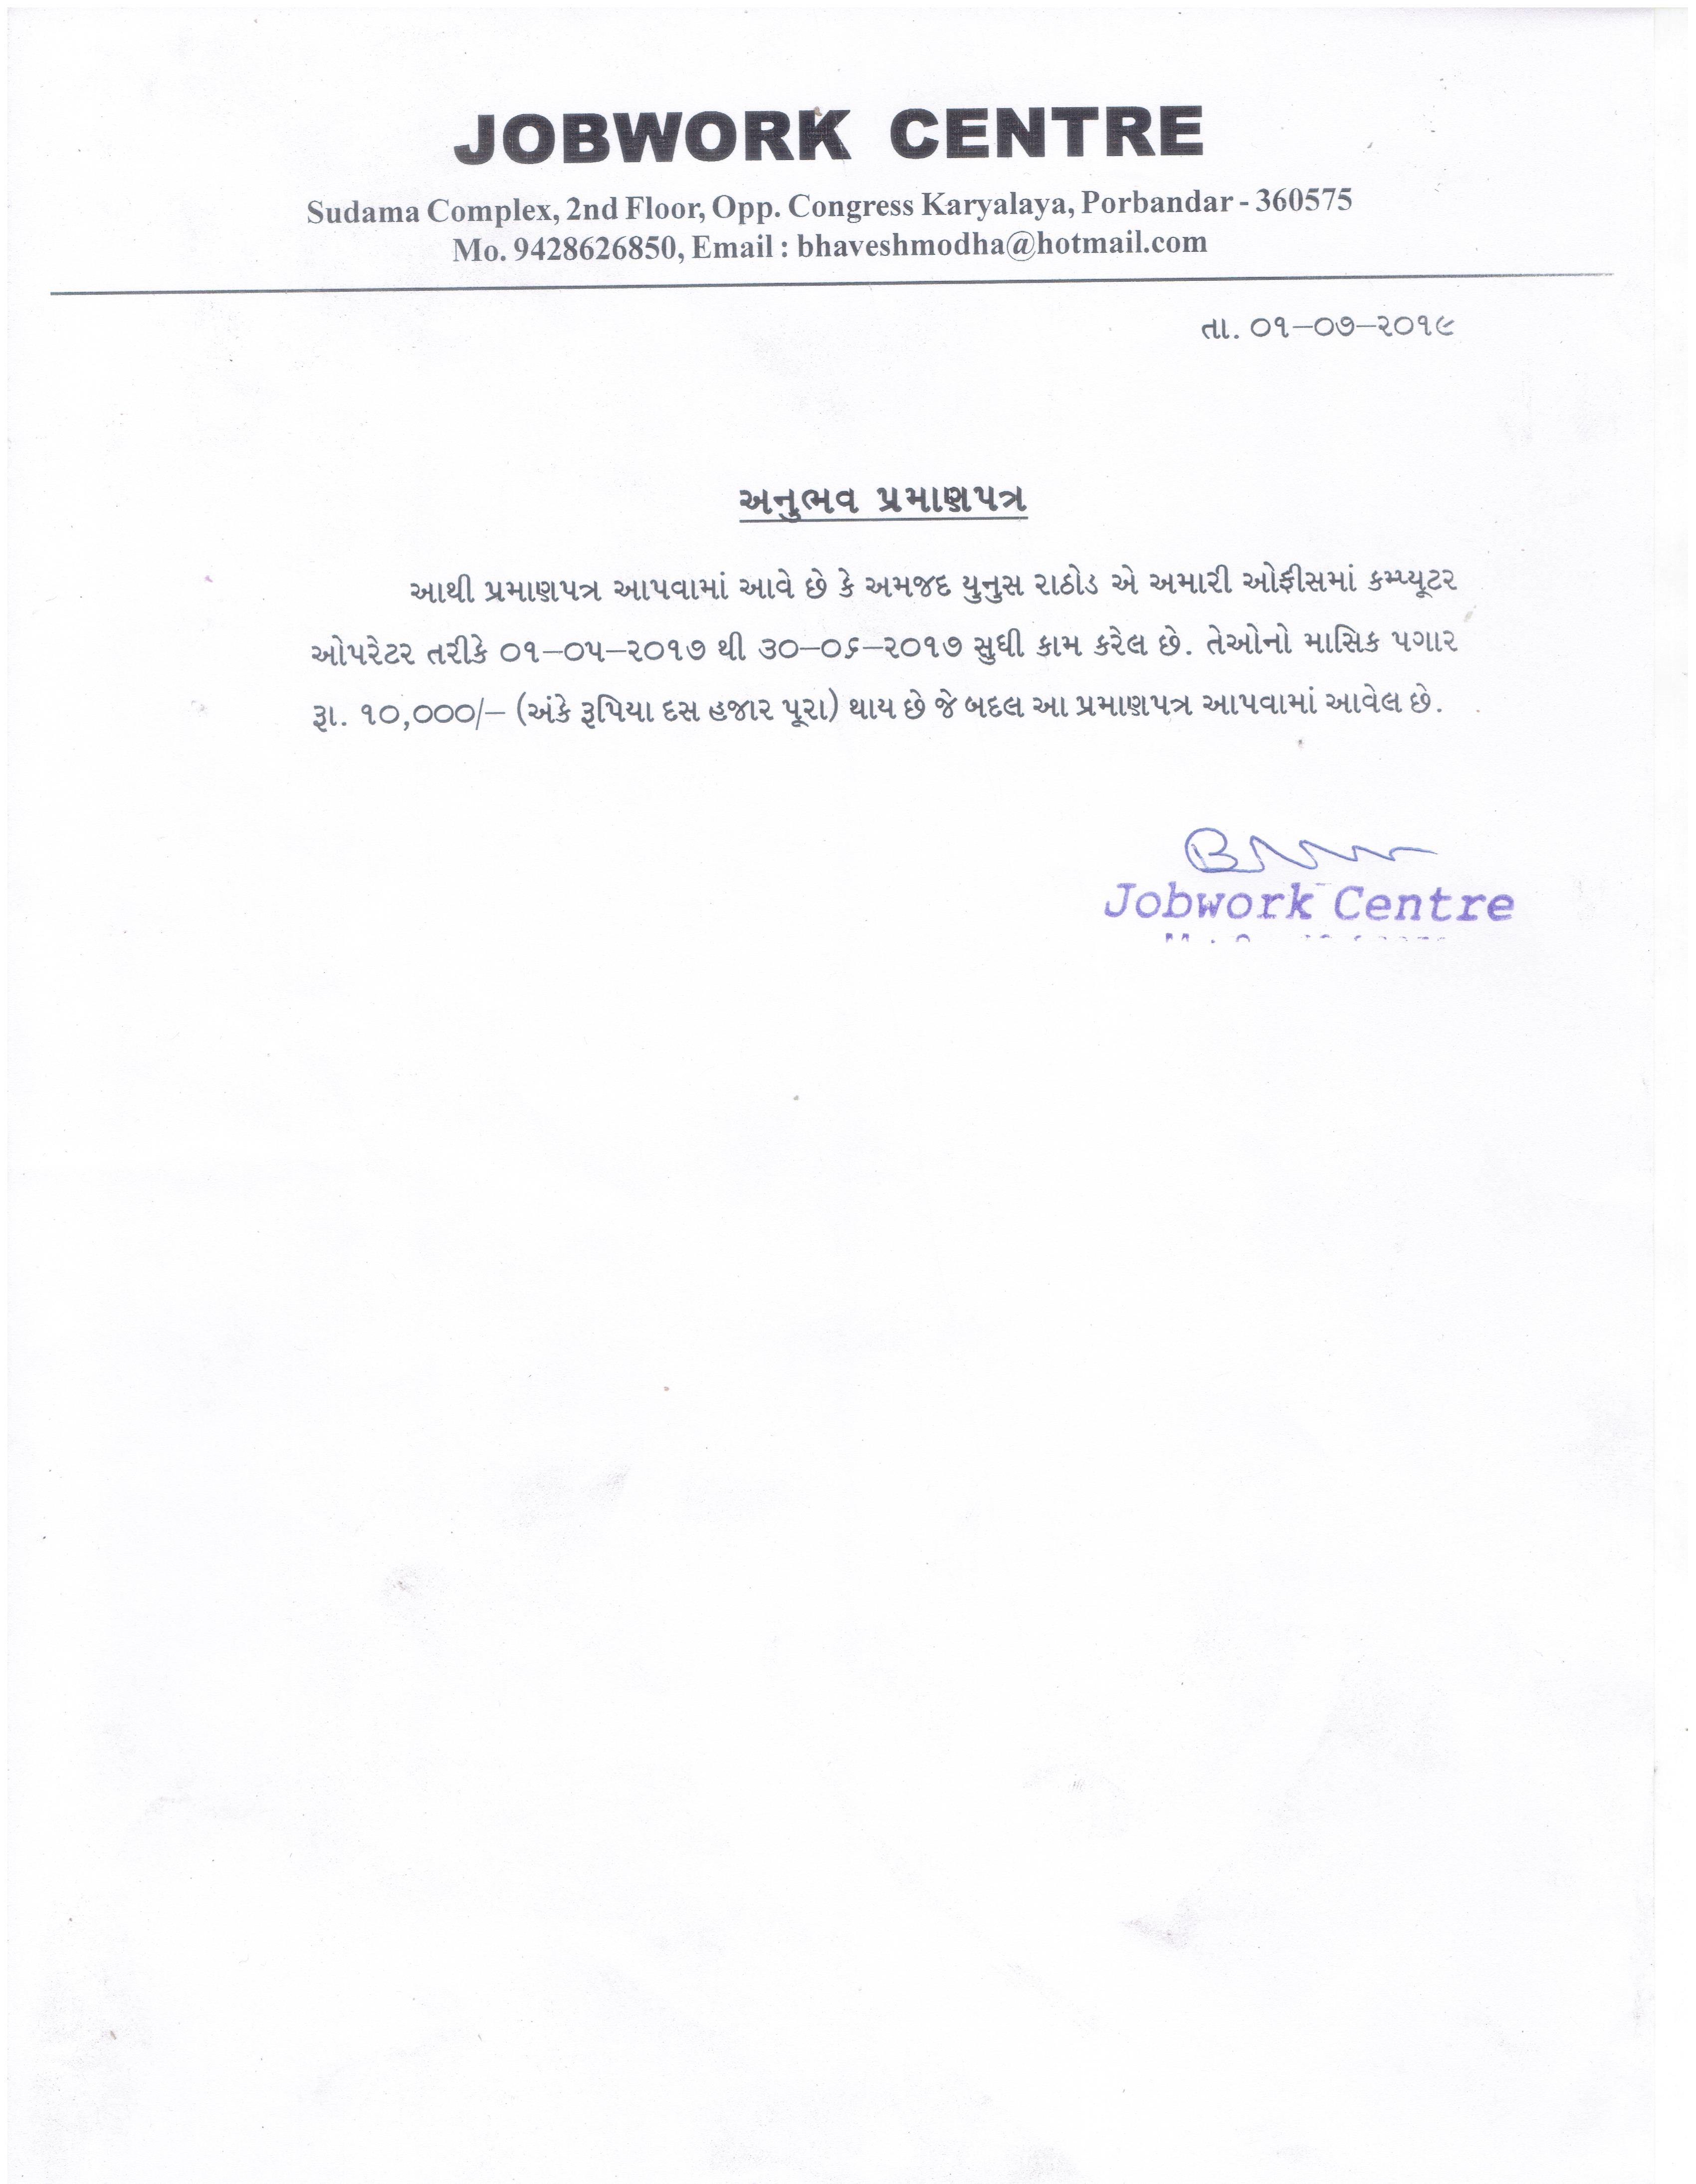 JOBWORK CENTRE
Sudama Complex, 2nd Floor, Opp. Congress Karyalaya, Porbandar - 360575
Mo. 9428626850, Email : bhaveshmodha@hotmail.com
તા. ૦૧–૦૭–૨૦૧૯
અનુભવ પ્રમાણપત્ર
આથી પ્રમાણપત્ર આપવામાં આવે છે કે અમજદ યુનુસ રાઠોડ એ અમારી ઓફીસમાં કમ્પ્યૂટર
ઓપરેટર તરીકે ૦૧–૦૫–૨૦૧૭ થી ૩૦–૦૬–૨૦૧૭ સુધી કામ કરેલ છે. તેઓનો માસિક પગાર
રૂા. ૧૦,૦૦૦/– (અંકે રૂપિયા દસ હજાર પૂરા) થાય છે જે બદલ આ પ્રમાણપત્ર આપવામાં આવેલ છે.
Jobwork Centre